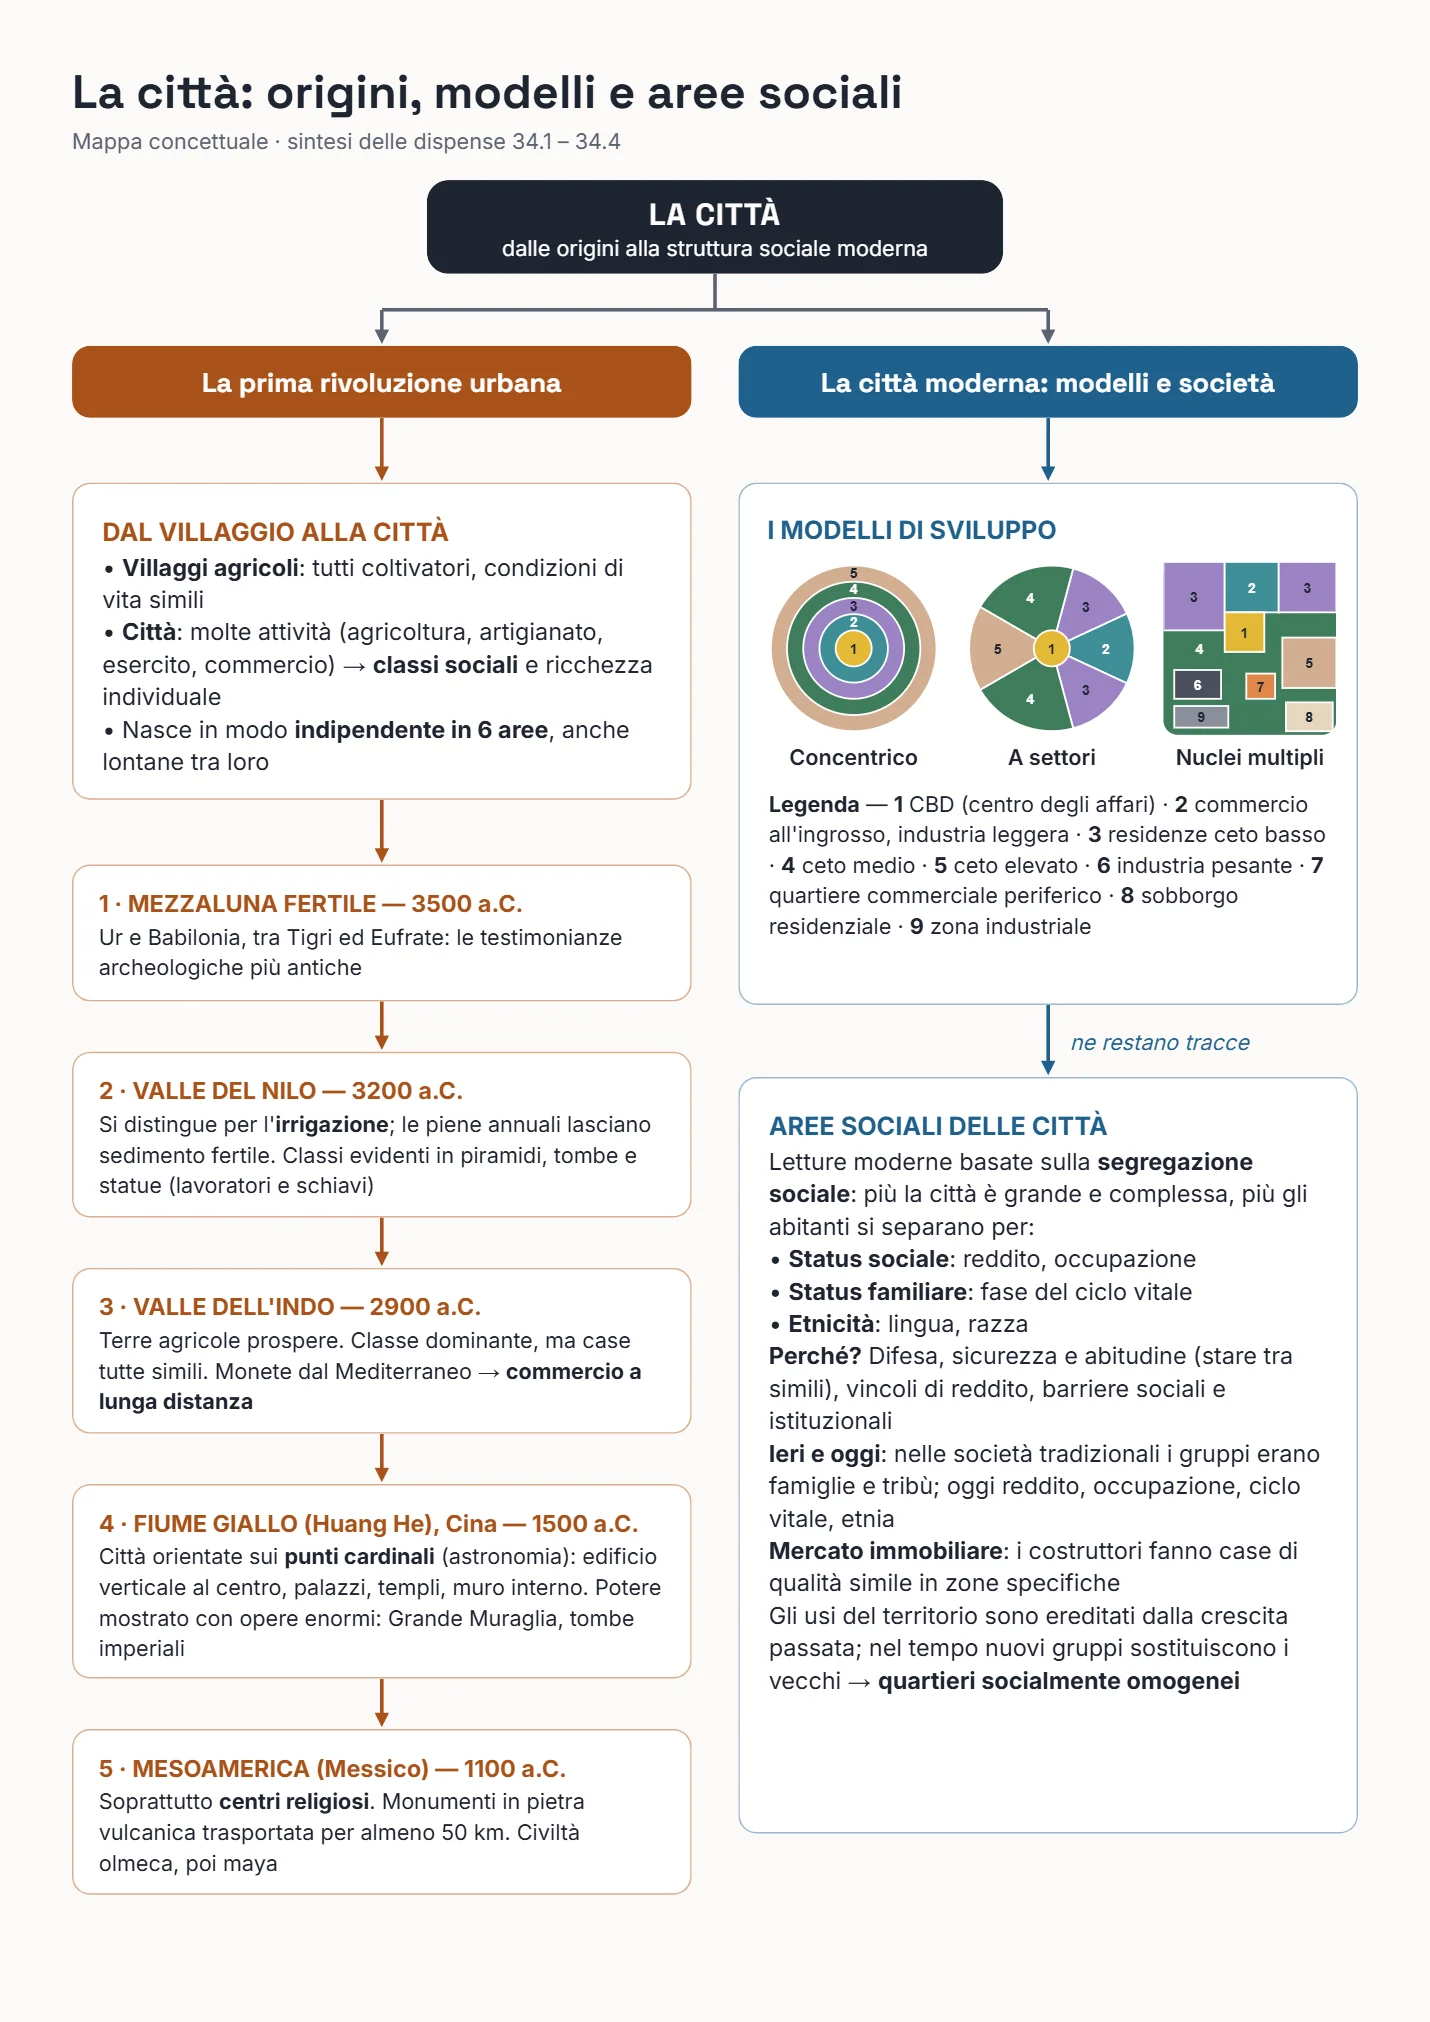 La città: origini, modelli e aree sociali
Mappa concettuale · sintesi delle dispense 34.1 – 34.4
LA CITTÀ
dalle origini alla struttura sociale moderna
La prima rivoluzione urbana
DAL VILLAGGIO ALLA CITTÀ
• Villaggi agricoli: tutti coltivatori, condizioni di
vita simili
• Città: molte attività (agricoltura, artigianato,
esercito, commercio) → classi sociali e ricchezza
individuale
• Nasce in modo indipendente in 6 aree, anche
lontane tra loro
1 · MEZZALUNA FERTILE — 3500 a.C.
Ur e Babilonia, tra Tigri ed Eufrate: le testimonianze
archeologiche più antiche
2 · VALLE DEL NILO — 3200 a.C.
Si distingue per l'irrigazione; le piene annuali lasciano
sedimento fertile. Classi evidenti in piramidi, tombe e
statue (lavoratori e schiavi)
3 · VALLE DELL'INDO — 2900 a.C.
Terre agricole prospere. Classe dominante, ma case
tutte simili. Monete dal Mediterraneo → commercio a
lunga distanza
4 · FIUME GIALLO (Huang He), Cina — 1500 a.C.
Città orientate sui punti cardinali (astronomia): edificio
verticale al centro, palazzi, templi, muro interno. Potere
mostrato con opere enormi: Grande Muraglia, tombe
imperiali
5 · MESOAMERICA (Messico) — 1100 a.C.
Soprattutto centri religiosi. Monumenti in pietra
vulcanica trasportata per almeno 50 km. Civiltà
olmeca, poi maya
La città moderna: modelli e società
I MODELLI DI SVILUPPO
5
4
3
2
1
Concentrico
4
3
5
1
2
3
4
A settori
3
2
3
1
4
5
6
7
9
8
Nuclei multipli
Legenda — 1 CBD (centro degli affari) · 2 commercio
all'ingrosso, industria leggera · 3 residenze ceto basso
· 4 ceto medio · 5 ceto elevato · 6 industria pesante · 7
quartiere commerciale periferico · 8 sobborgo
residenziale · 9 zona industriale
ne restano tracce
AREE SOCIALI DELLE CITTÀ
Letture moderne basate sulla segregazione
sociale: più la città è grande e complessa, più gli
abitanti si separano per:
• Status sociale: reddito, occupazione
• Status familiare: fase del ciclo vitale
• Etnicità: lingua, razza
Perché? Difesa, sicurezza e abitudine (stare tra
simili), vincoli di reddito, barriere sociali e
istituzionali
Ieri e oggi: nelle società tradizionali i gruppi erano
famiglie e tribù; oggi reddito, occupazione, ciclo
vitale, etnia
Mercato immobiliare: i costruttori fanno case di
qualità simile in zone specifiche
Gli usi del territorio sono ereditati dalla crescita
passata; nel tempo nuovi gruppi sostituiscono i
vecchi → quartieri socialmente omogenei